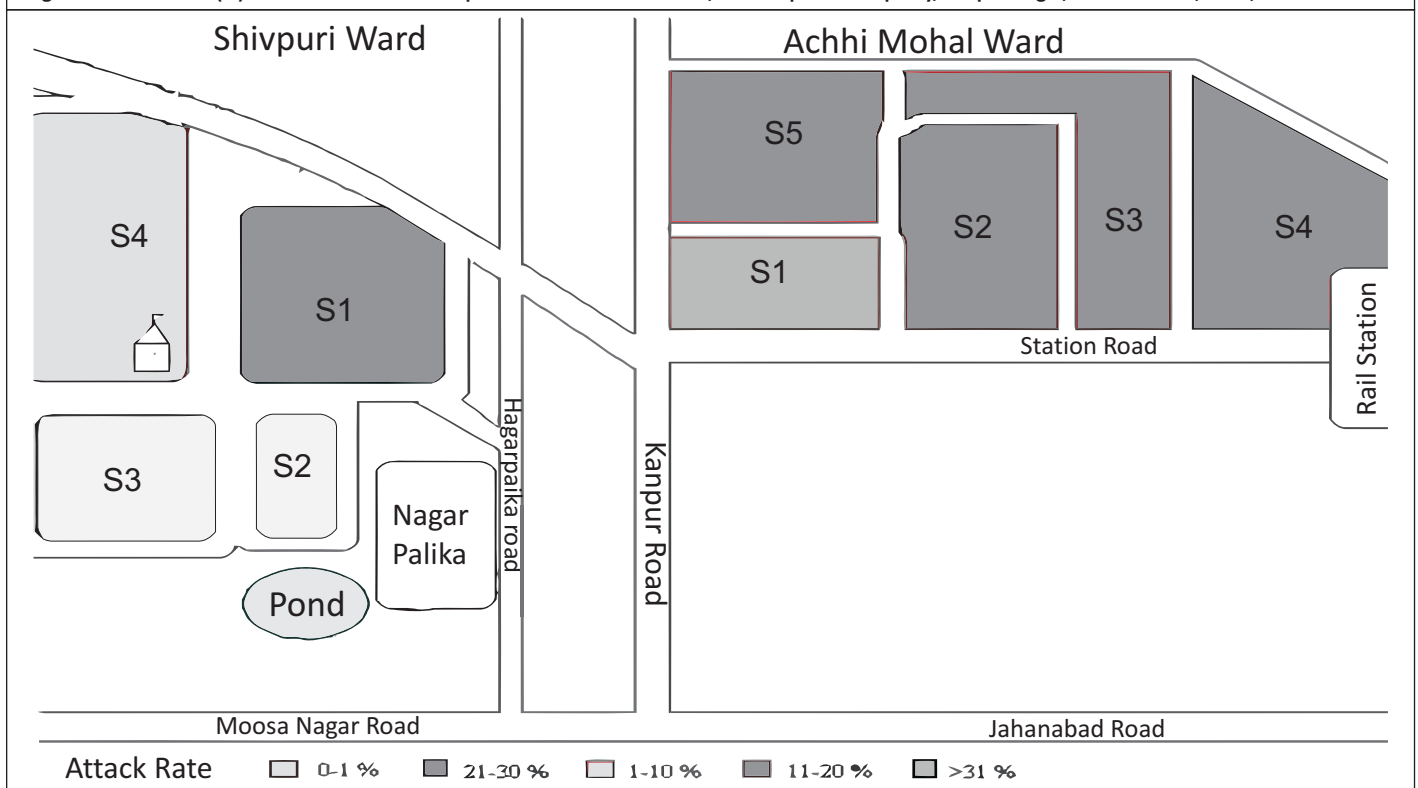 Shivpuri Ward
Achhi Mohal Ward
S4
S1
S3
S2
S5
S1
S2
S3
S4
Station Road
Rail Station
Nagar
Palika
Pond
Hagarpaika road
Kanpur Road
Moosa Nagar Road
Jahanabad Road
Attack Rate 0-1 % 21-30 % 1-10 % 11-20 % >31 %